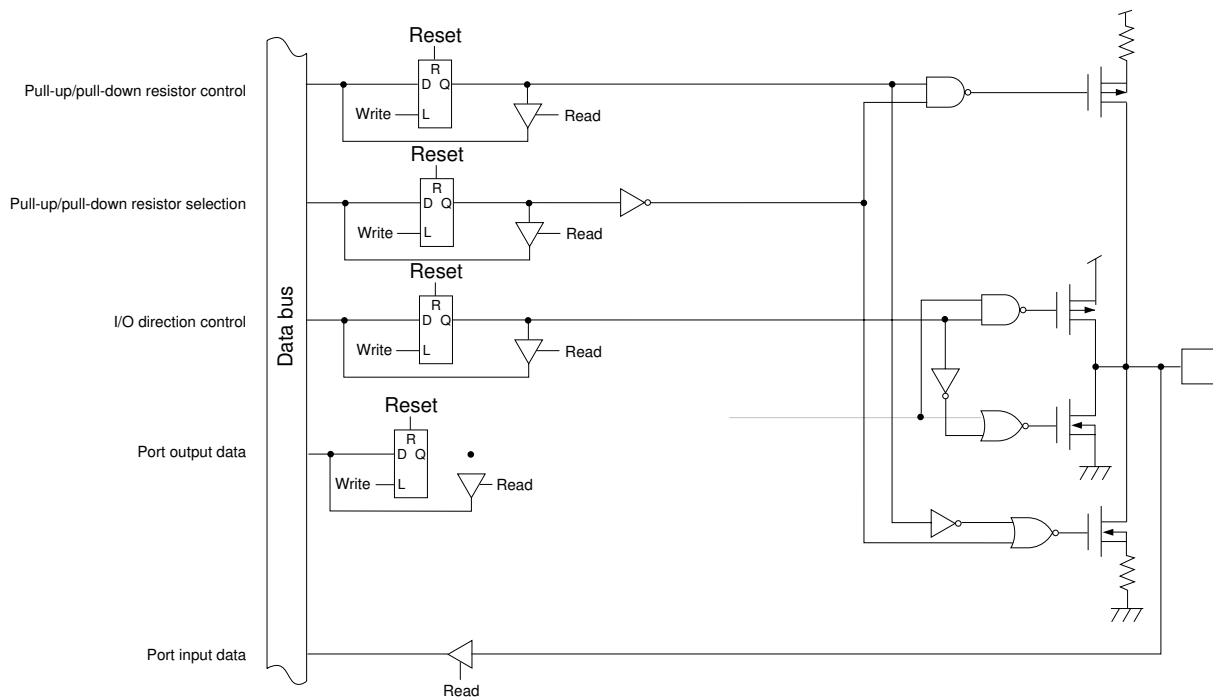 Reset
Pull-up/pull-down resistor control
R
D Q
Write
L
Read
Reset
Pull-up/pull-down resistor selection
R
D Q
Write
L
Read
Reset
I/O direction control
R
D Q
Write
L
Read
Data bus
Reset
Port output data
R
D Q
Write
L
Read
Port input data
Read